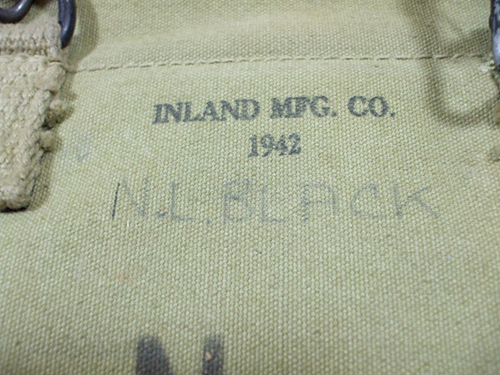 INLAND MFG. CO.
1942
N.L.BLACK
N